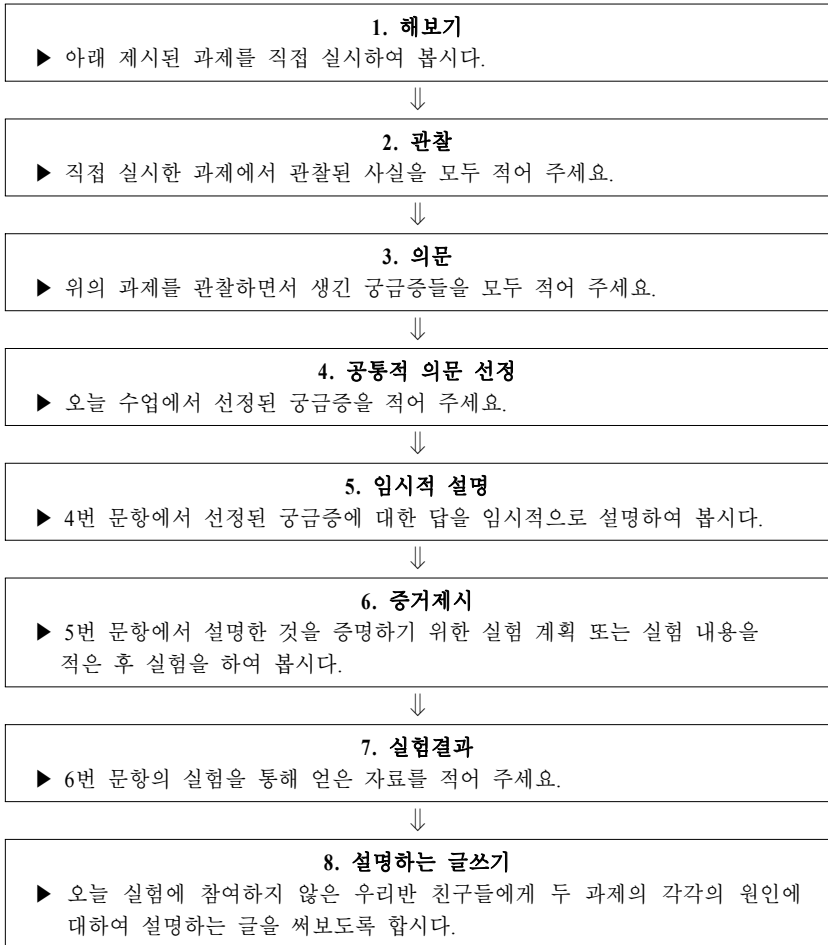 1. 해보기
▶ 아래 제시된 과제를 직접 실시하여 봅시다.
⇓
2. 관찰
▶ 직접 실시한 과제에서 관찰된 사실을 모두 적어 주세요.
⇓
3. 의문
▶ 위의 과제를 관찰하면서 생긴 궁금증들을 모두 적어 주세요.
⇓
4. 공통적 의문 선정
▶ 오늘 수업에서 선정된 궁금증을 적어 주세요.
⇓
5. 임시적 설명
▶ 4번 문항에서 선정된 궁금증에 대한 답을 임시적으로 설명하여 봅시다.
⇓
6. 증거제시
▶ 5번 문항에서 설명한 것을 증명하기 위한 실험 계획 또는 실험 내용을
적은 후 실험을 하여 봅시다.
⇓
7. 실험결과
▶ 6번 문항의 실험을 통해 얻은 자료를 적어 주세요.
⇓
8. 설명하는 글쓰기
▶ 오늘 실험에 참여하지 않은 우리반 친구들에게 두 과제의 각각의 원인에
대하여 설명하는 글을 써보도록 합시다.